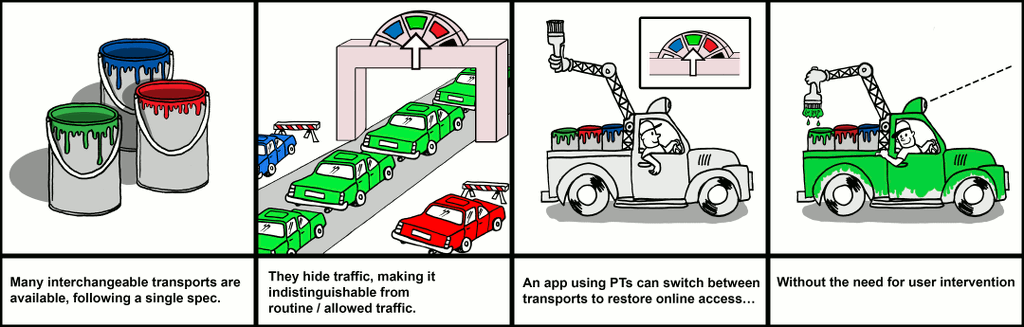 Many interchangeable transports are
available, following a single spec.
They hide traffic, making it
indistinguishable from
routine / allowed traffic.
An app using PTs can switch between
transports to restore online access...
Without the need for user intervention